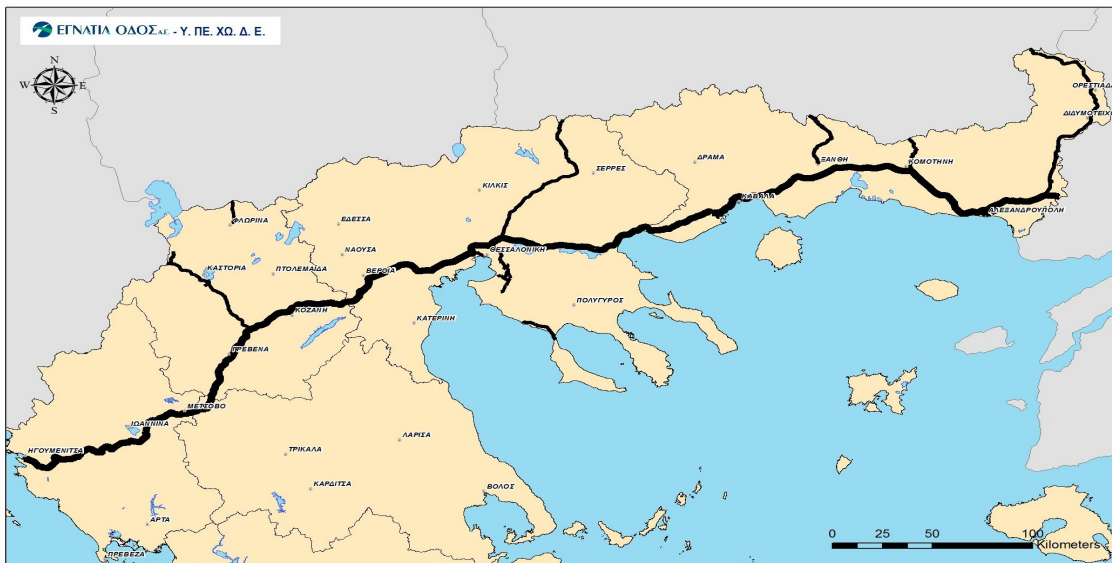 ΕΓΝΑΤΙΑ ΟΔΟΣ Α.Ε. - Υ. ΠΕ. ΧΩ. Δ. Ε.
N
W E
S
ΟΡΕΣΤΙΑΔΑ
ΔΙΔΥΜΟΤΕΙΧΟ
ΔΡΑΜΑ
ΞΑΝΘΗ
ΚΟΜΟΤΗΝΗ
ΣΕΡΡΕΣ
ΚΙΛΚΙΣ
ΚΑΒΑΛΑ
ΑΛΕΞΑΝΔΡΟΥΠΟΛΗ
ΦΛΩΡΙΝΑ
ΕΔΕΣΣΑ
ΝΑΟΥΣΑ
ΘΕΣΣΑΛΟΝΙΚΗ
ΚΑΣΤΟΡΙΑ
ΠΤΟΛΕΜΑΪΔΑ
ΒΕΡΟΙΑ
ΠΟΛΥΓΥΡΟΣ
ΚΟΖΑΝΗ
ΚΑΤΕΡΙΝΗ
ΓΡΕΒΕΝΑ
ΜΕΤΣΟΒΟ
ΙΩΑΝΝΙΝΑ
ΛΑΡΙΣΑ
ΗΓΟΥΜΕΝΙΤΣΑ
ΤΡΙΚΑΛΑ
ΚΑΡΔΙΤΣΑ
ΒΟΛΟΣ
ΑΡΤΑ
ΠΡΕΒΕΖΑ
0 25 50 100
Kilometers